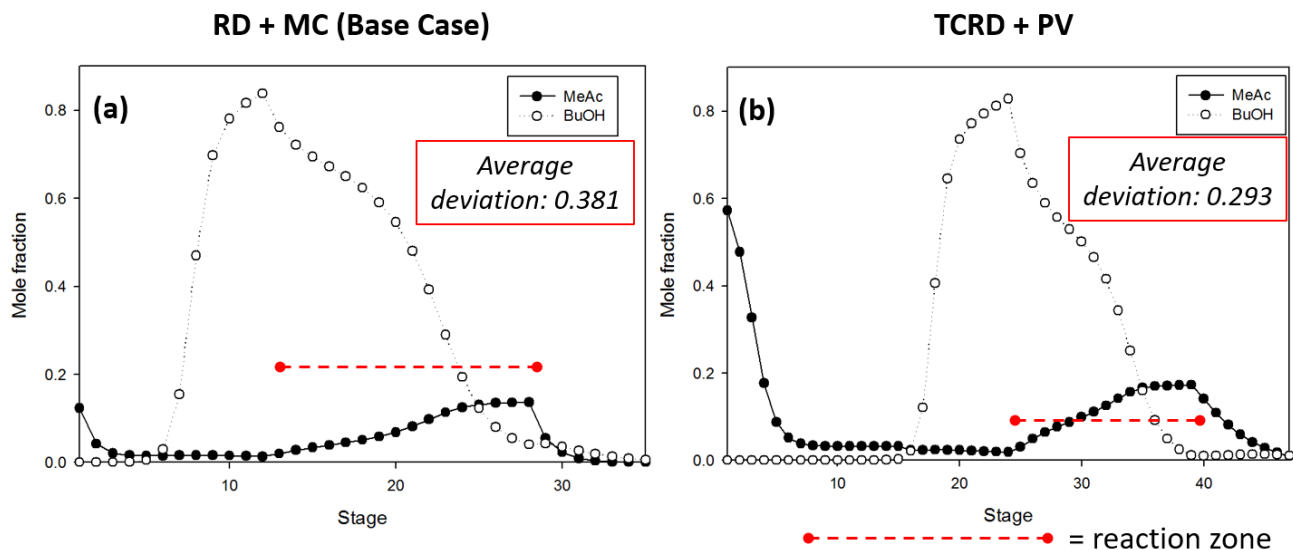 RD + MC (Base Case)
TCRD + PV
(a)
MeAc
BuOH
Average
deviation: 0.381
Mole fraction
0.8
0.6
0.4
0.2
0.0
10
20
30
Stage
(b)
MeAc
BuOH
Average
deviation: 0.293
Mole fraction
0.8
0.6
0.4
0.2
0.0
10
20
30
40
Stage
= reaction zone